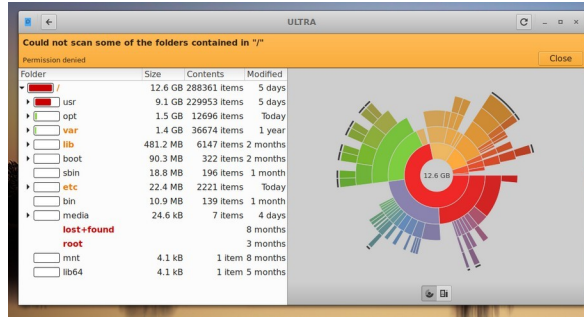 ULTRA
Could not scan some of the folders contained in "/"
Permission denied
Close
Folder Size Contents Modified
/ 12.6 GB 288361 items 5 days
usr 9.1 GB 229953 items 5 days
opt 1.5 GB 12696 items Today
var 1.4 GB 36674 items 1 year
lib 481.2 MB 6147 items 2 months
boot 90.3 MB 322 items 2 months
sbin 18.8 MB 196 items 1 month
etc 22.4 MB 2221 items Today
bin 10.9 MB 139 items 1 month
media 24.6 kB 7 items 4 days
lost+found 8 months
root 3 months
mnt 4.1 kB 1 item 8 months
lib64 4.1 kB 1 item 5 months
12.6 GB